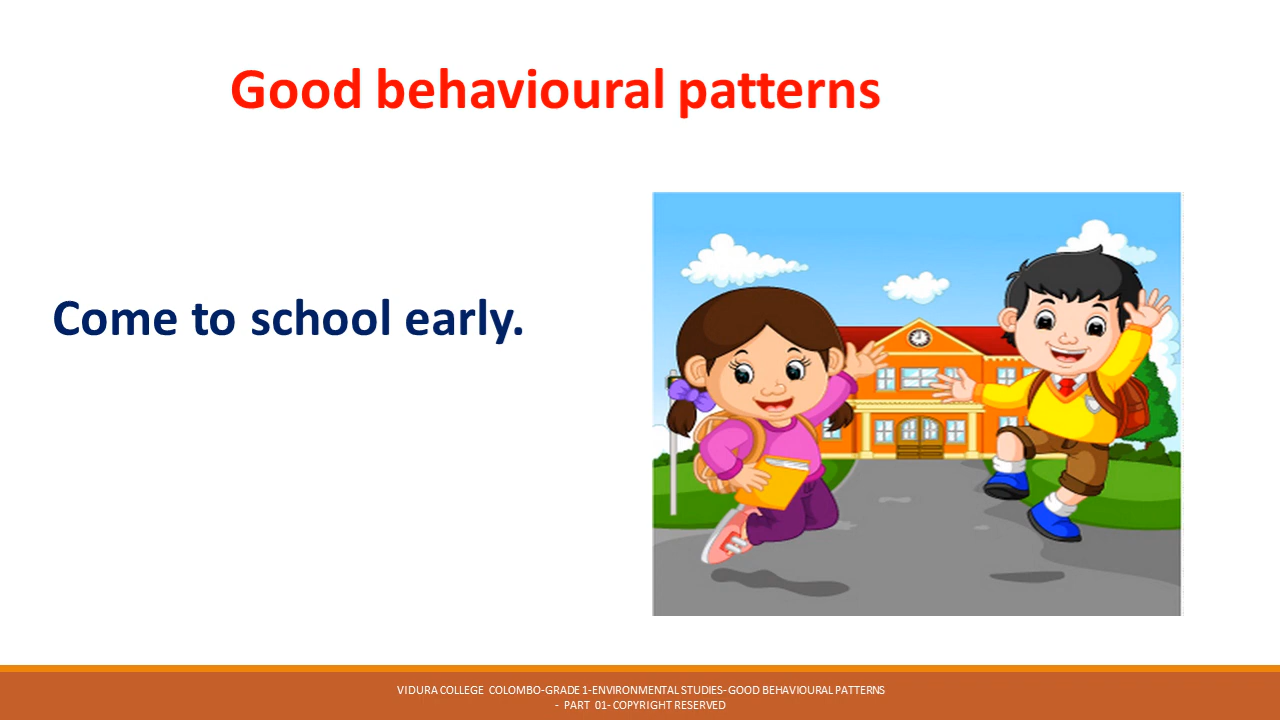 Good behavioural patterns
Come to school early.
VIDURA COLLEGE COLOMBO-GRADE 1-ENVIRONMENTAL STUDIES-GOOD BEHAVIOURAL PATTERNS
- PART 01- COPYRIGHT RESERVED